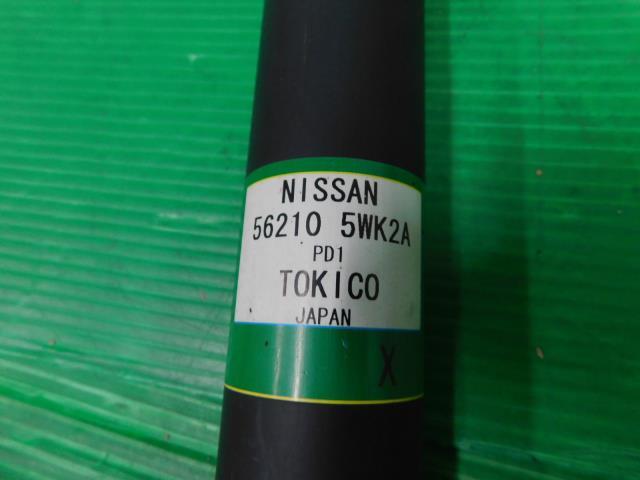 NISSAN
56210 5WK2A
PD1
TOKICO
JAPAN
X